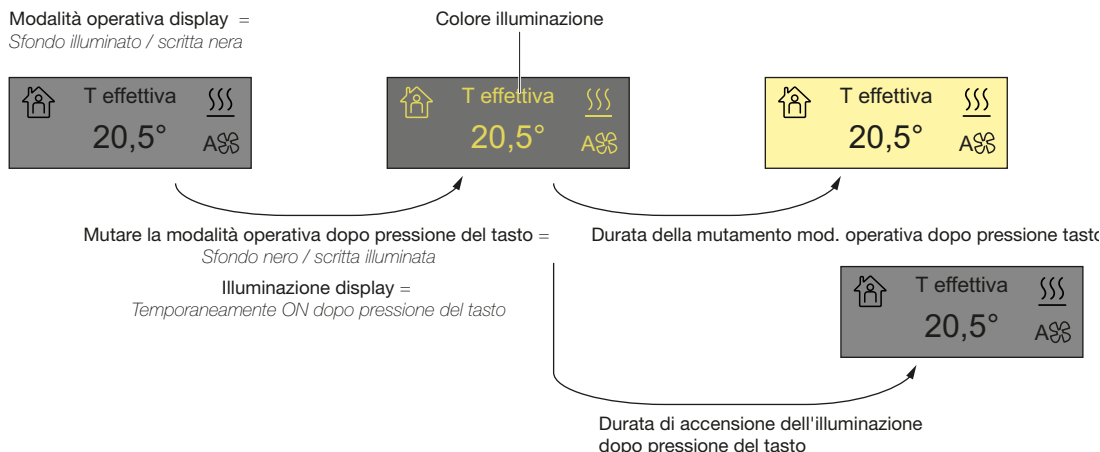 Modalità operativa display =
Sfondo illuminato / scritta nera
Colore illuminazione
T effettiva
20,5°
A
T effettiva
20,5°
A
T effettiva
20,5°
A
Mutare la modalità operativa dopo pressione del tasto =
Sfondo nero / scritta illuminata
Illuminazione display =
Temporaneamente ON dopo pressione del tasto
Durata della mutamento mod. operativa dopo pressione tasto
T effettiva
20,5°
A
Durata di accensione dell'illuminazione
dopo pressione del tasto